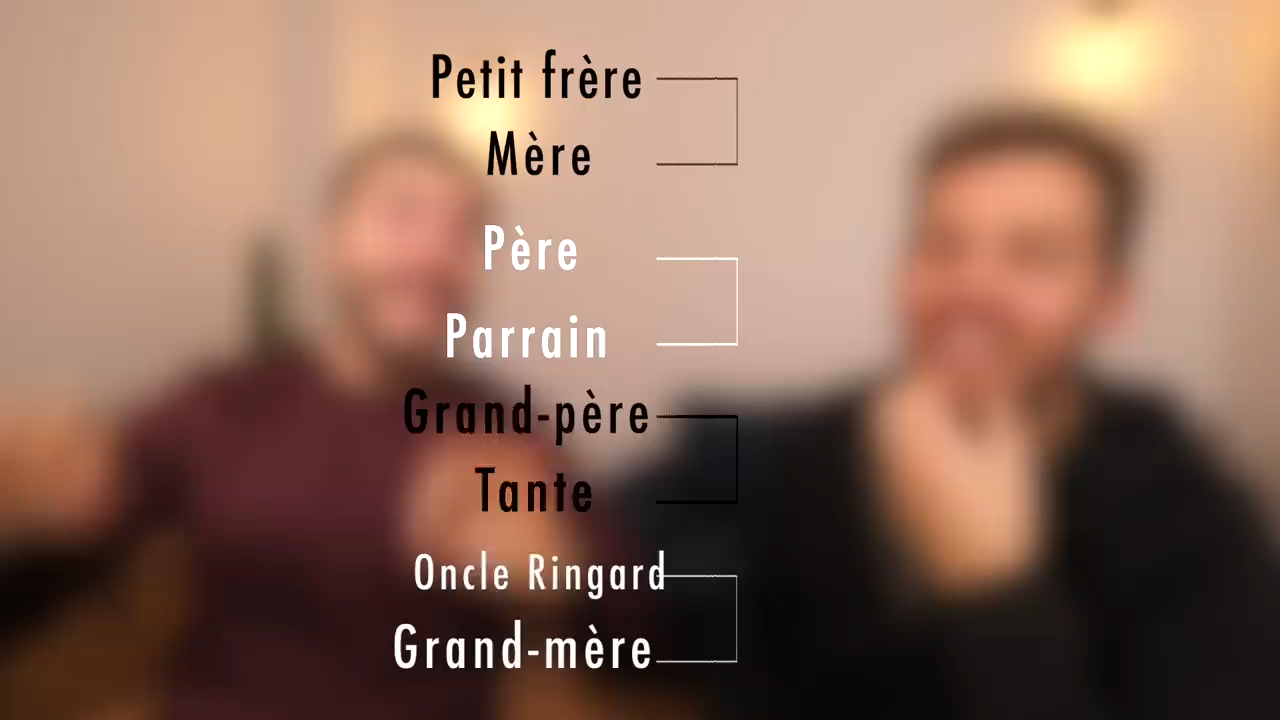 Petit frère
Mère
Père
Parrain
Grand-père
Tante
Oncle Ringard
Grand-mère